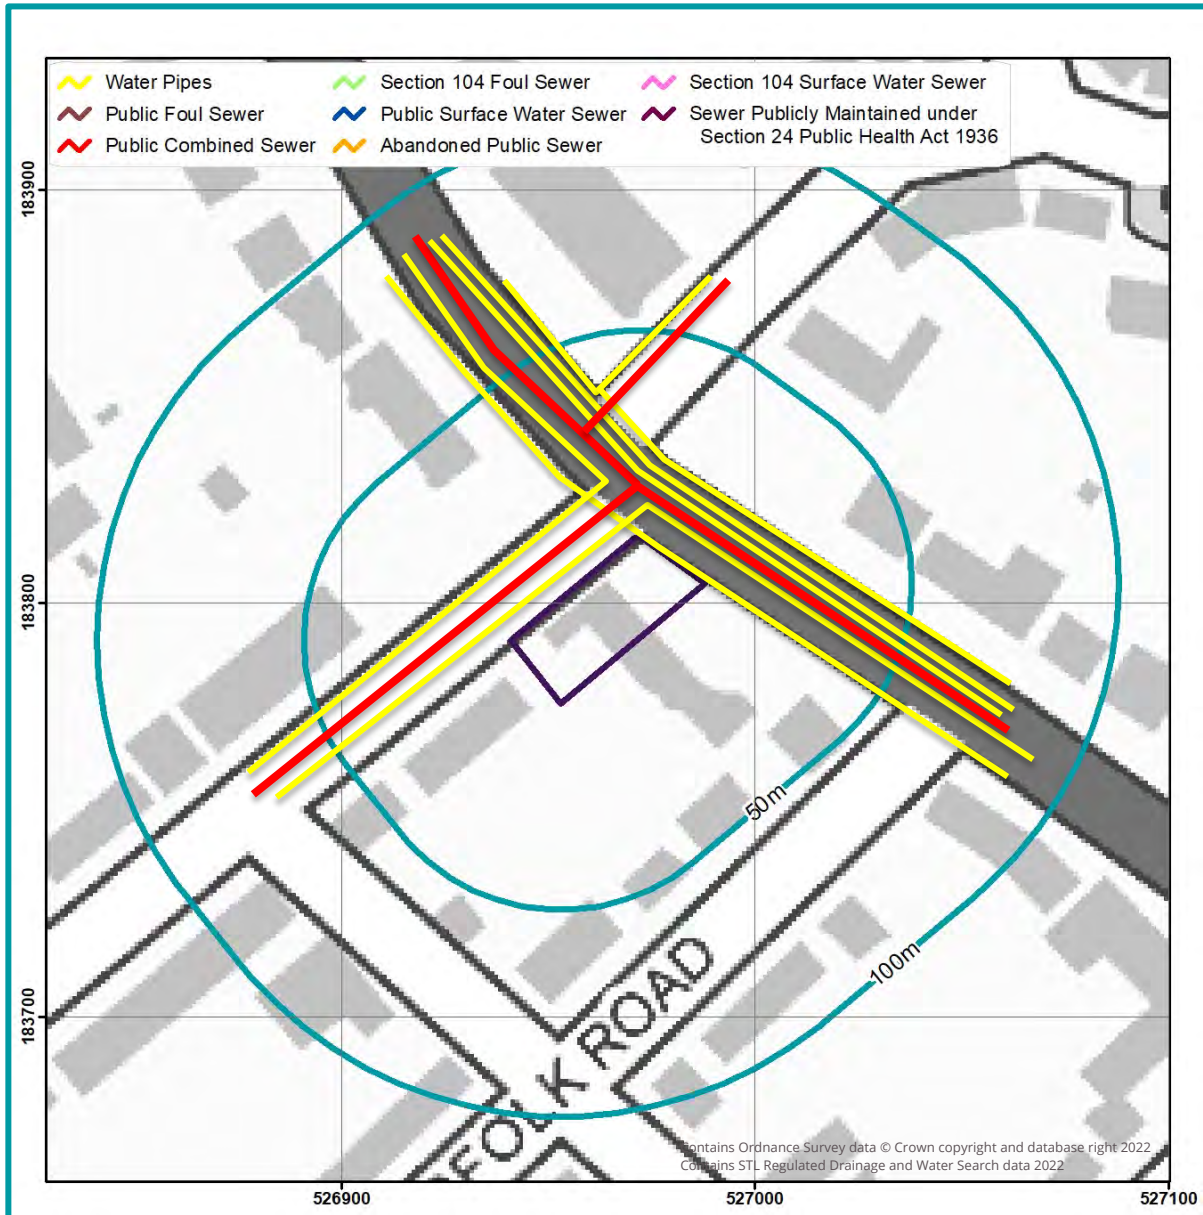 Water Pipes
Public Foul Sewer
Public Combined Sewer
Section 104 Foul Sewer
Public Surface Water Sewer
Abandoned Public Sewer
Section 104 Surface Water Sewer
Sewer Publicly Maintained under
Section 24 Public Health Act 1936
183900
183800
183700
50m
100m
FOLK ROAD
ontains Ordnance Survey data © Crown copyright and database right 2022
Contains STL Regulated Drainage and Water Search data 2022
526900
527000
527100